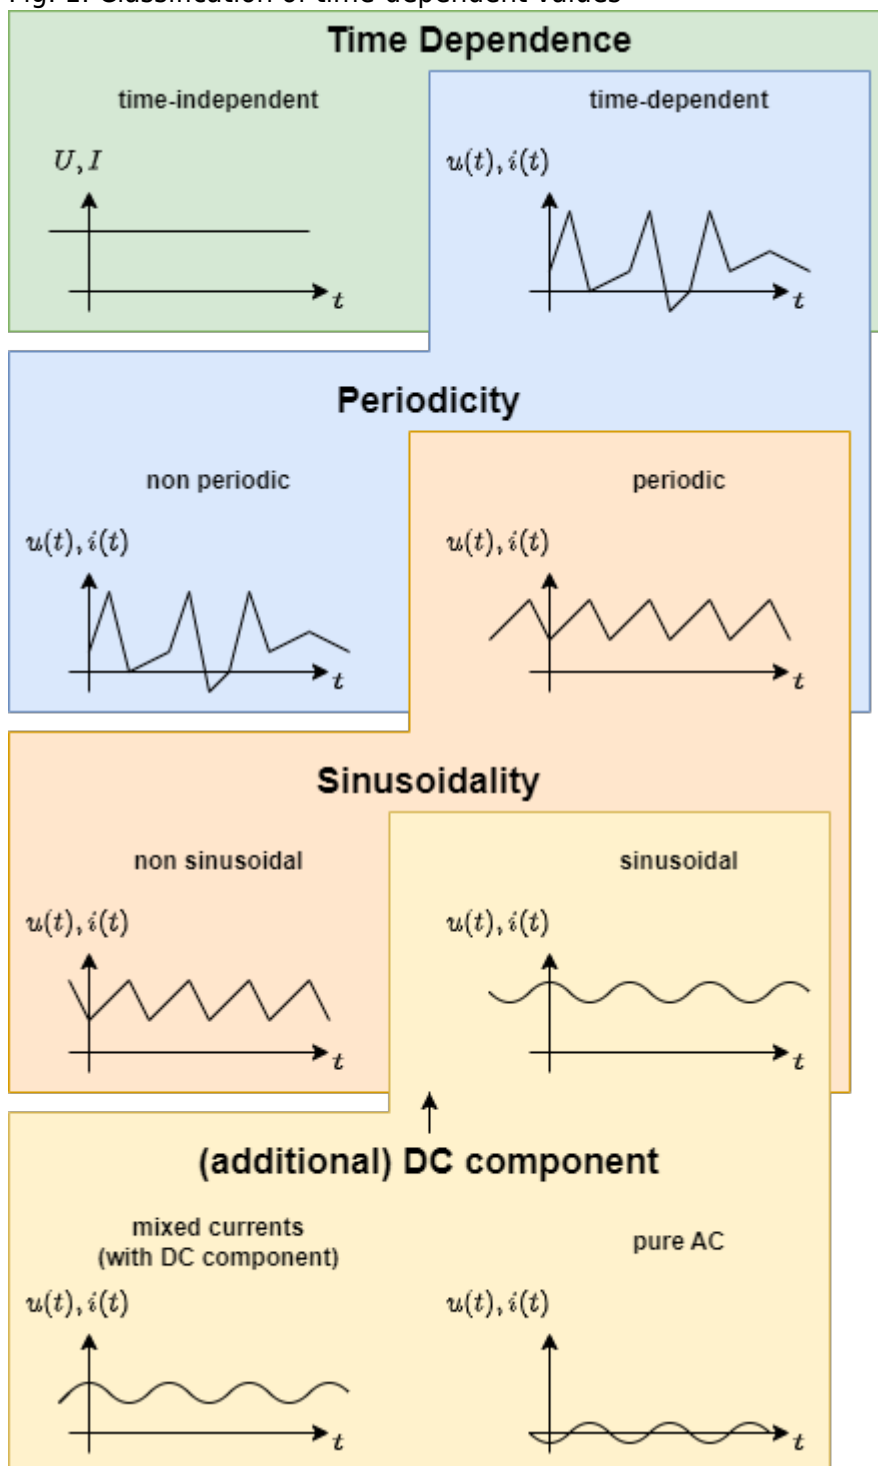 Fig. 1: Classification of time-dependent values
Time Dependence
time-independent
time-dependent
U, I
u(t), i(t)
t
t
Periodicity
non periodic
periodic
u(t), i(t)
u(t), i(t)
t
t
Sinusoidality
non sinusoidal
sinusoidal
u(t), i(t)
u(t), i(t)
t
t
(additional) DC component
mixed currents
(with DC component)
pure AC
u(t), i(t)
u(t), i(t)
t
t